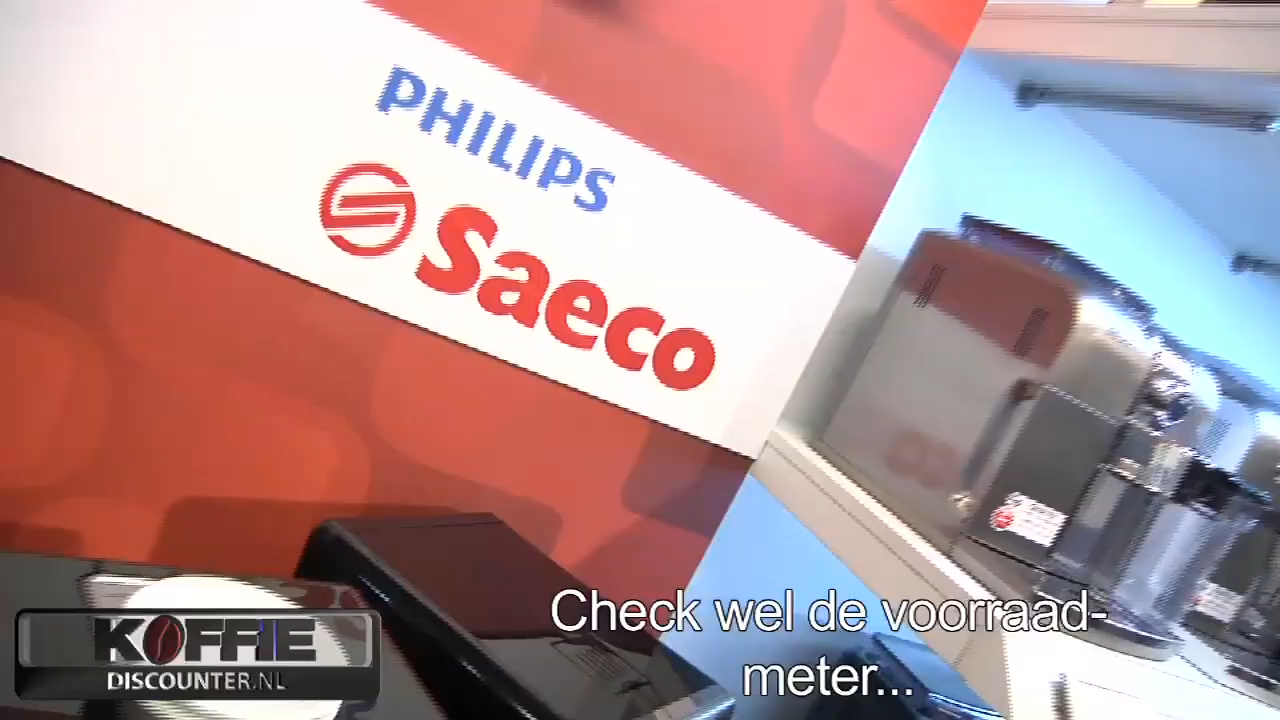 PHILIPS
Saeco
Check wel de voorraad-
meter...
KOFFIE
DISCOUNTER.NL